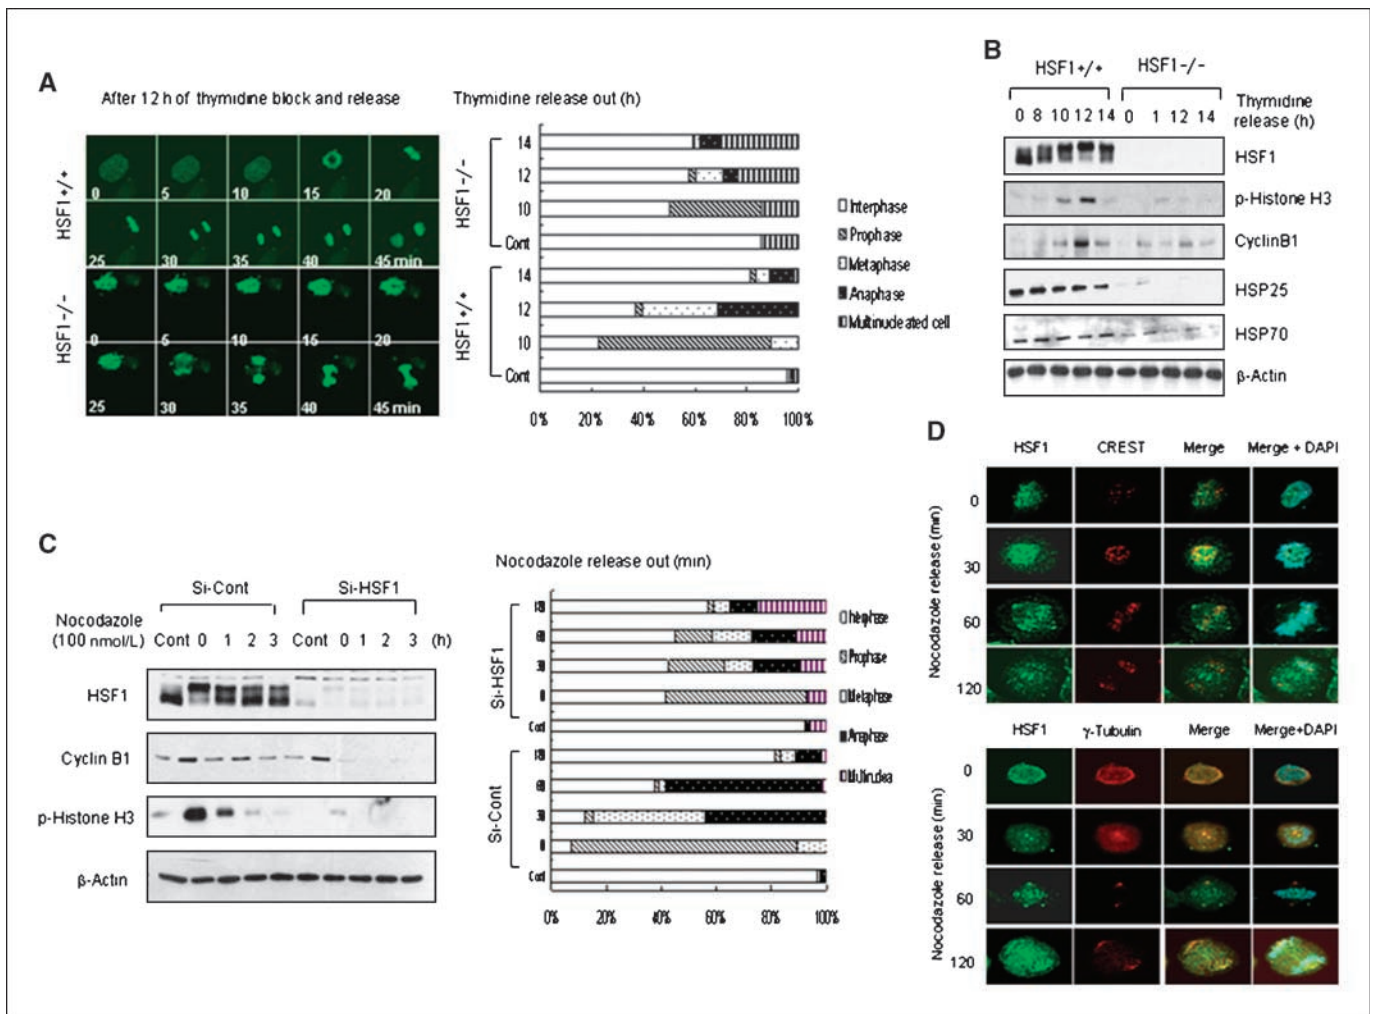 A
After 12 h of thymidine block and release
HSF1+/+
HSF1-/-
0 5 10 15 20
25 30 35 40 45 min
0 5 10 15 20
25 30 35 40 45 min
Thymidine release out (h)
HSF1-/-
14
12
10
Cont
HSF1+/+
14
12
10
Cont
0% 20% 40% 60% 80% 100%
Interphase
Prophase
Metaphase
Anaphase
Multinucleated cell
B
HSF1+/+ HSF1-/-
0 8 10 12 14 0 1 12 14
Thymidine
release (h)
HSF1
p-Histone H3
CyclinB1
HSP25
HSP70
β-Actin
C
Si-Cont Si-HSF1
Nocodazole
(100 nmol/L) Cont 0 1 2 3 Cont 0 1 2 3 (h)
HSF1
Cyclin B1
p-Histone H3
β-Actin
Nocodazole release out (min)
Si-HSF1
Si-Cont
0% 20% 40% 60% 80% 100%
Prophase
Metaphase
D
HSF1 CREST Merge Merge + DAPI
Nocodazole release (min)
0
30
60
120
HSF1 γ-Tubulin Merge Merge+DAPI
Nocodazole release (min)
0
30
60
120